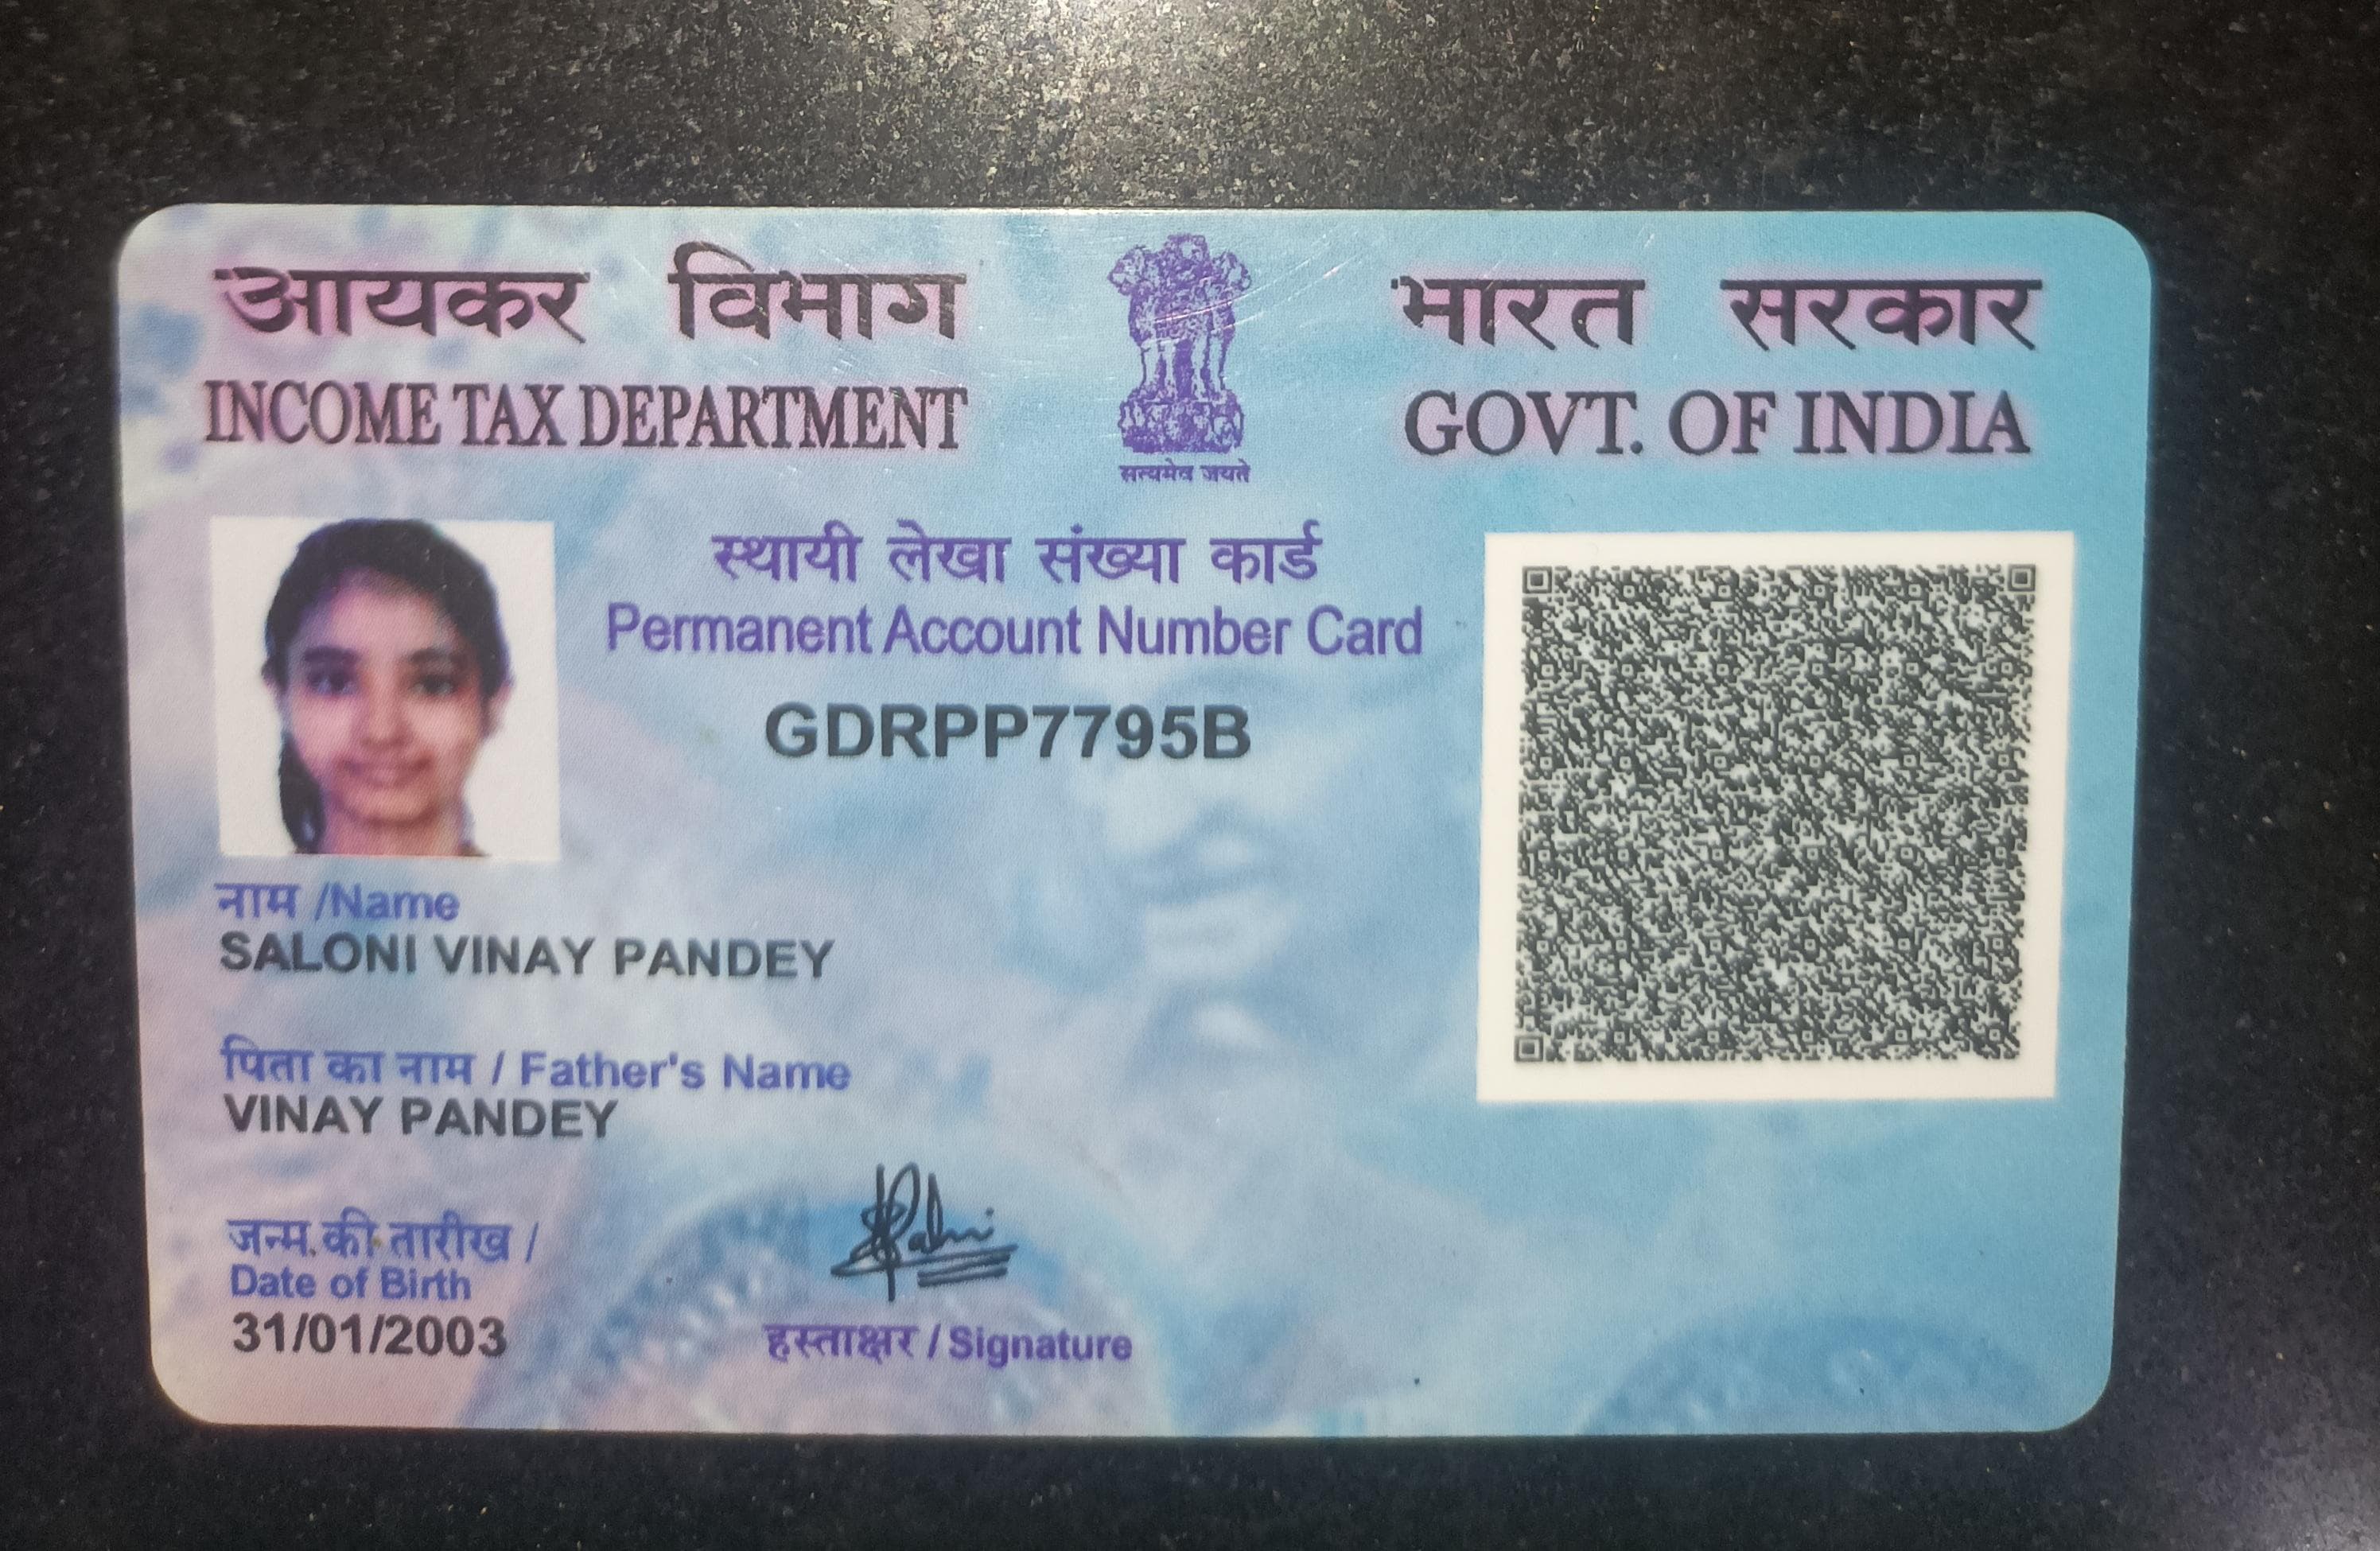 आयकर विभाग
INCOME TAX DEPARTMENT
सत्यमेव जयते
भारत सरकार
GOVT. OF INDIA
स्थायी लेखा संख्या कार्ड
Permanent Account Number Card
GDRPP7795B
नाम /Name
SALONI VINAY PANDEY
पिता का नाम / Father's Name
VINAY PANDEY
जन्म की तारीख /
Date of Birth
31/01/2003
हस्ताक्षर / Signature